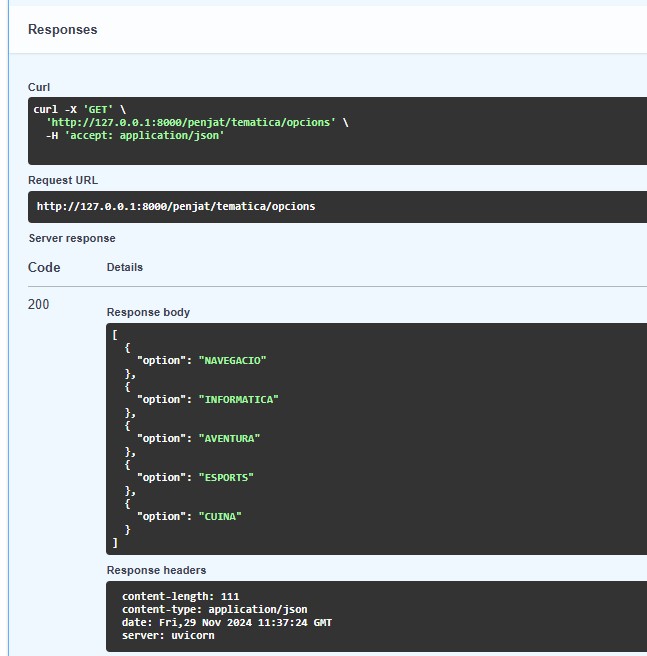 Responses
Curl
curl -X 'GET' \
  'http://127.0.0.1:8000/penjat/tematica/opcions' \
  -H 'accept: application/json'
Request URL
http://127.0.0.1:8000/penjat/tematica/opcions
Server response
Code Details
200
Response body
[
  {
    "option": "NAVEGACIO"
  },
  {
    "option": "INFORMATICA"
  },
  {
    "option": "AVENTURA"
  },
  {
    "option": "ESPORTS"
  },
  {
    "option": "CUINA"
  }
]
Response headers
content-length: 111
content-type: application/json
date: Fri,29 Nov 2024 11:37:24 GMT
server: uvicorn